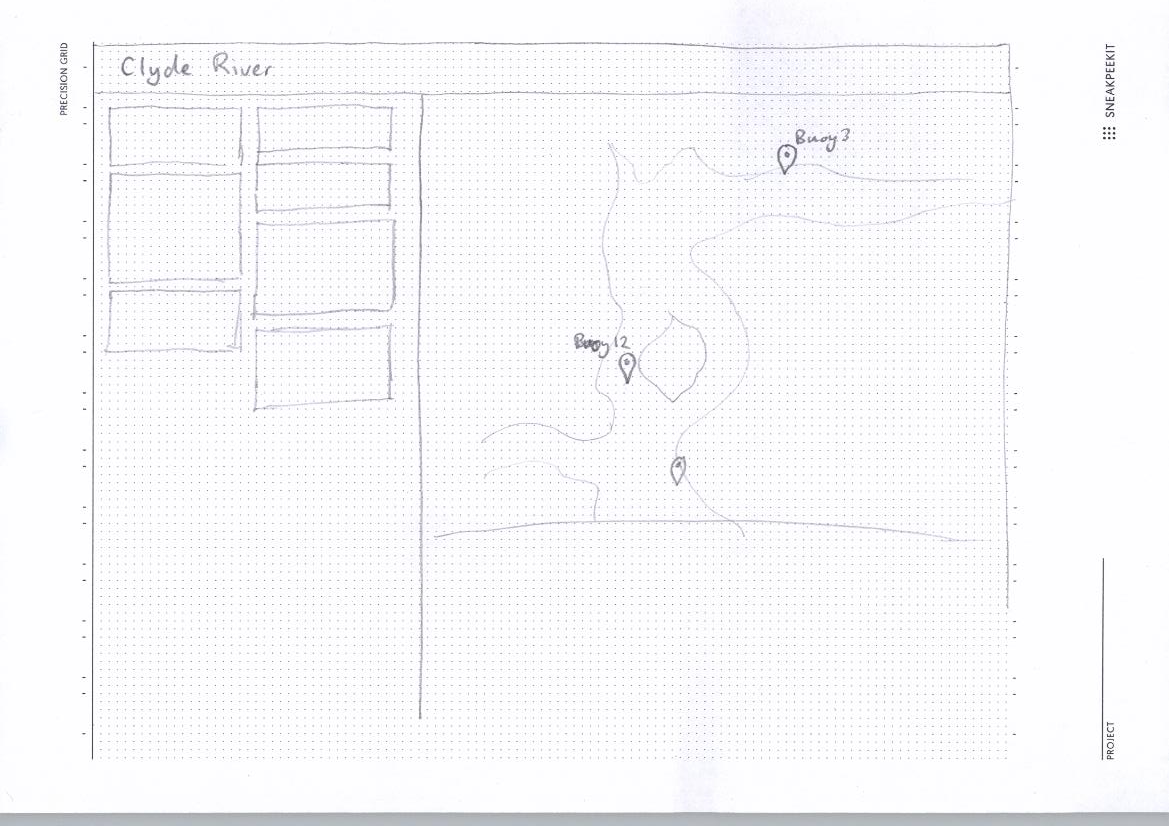 PRECISION GRID
SNEAKPEEKIT
Clyde River
Buoy 3
Buoy 12
PROJECT